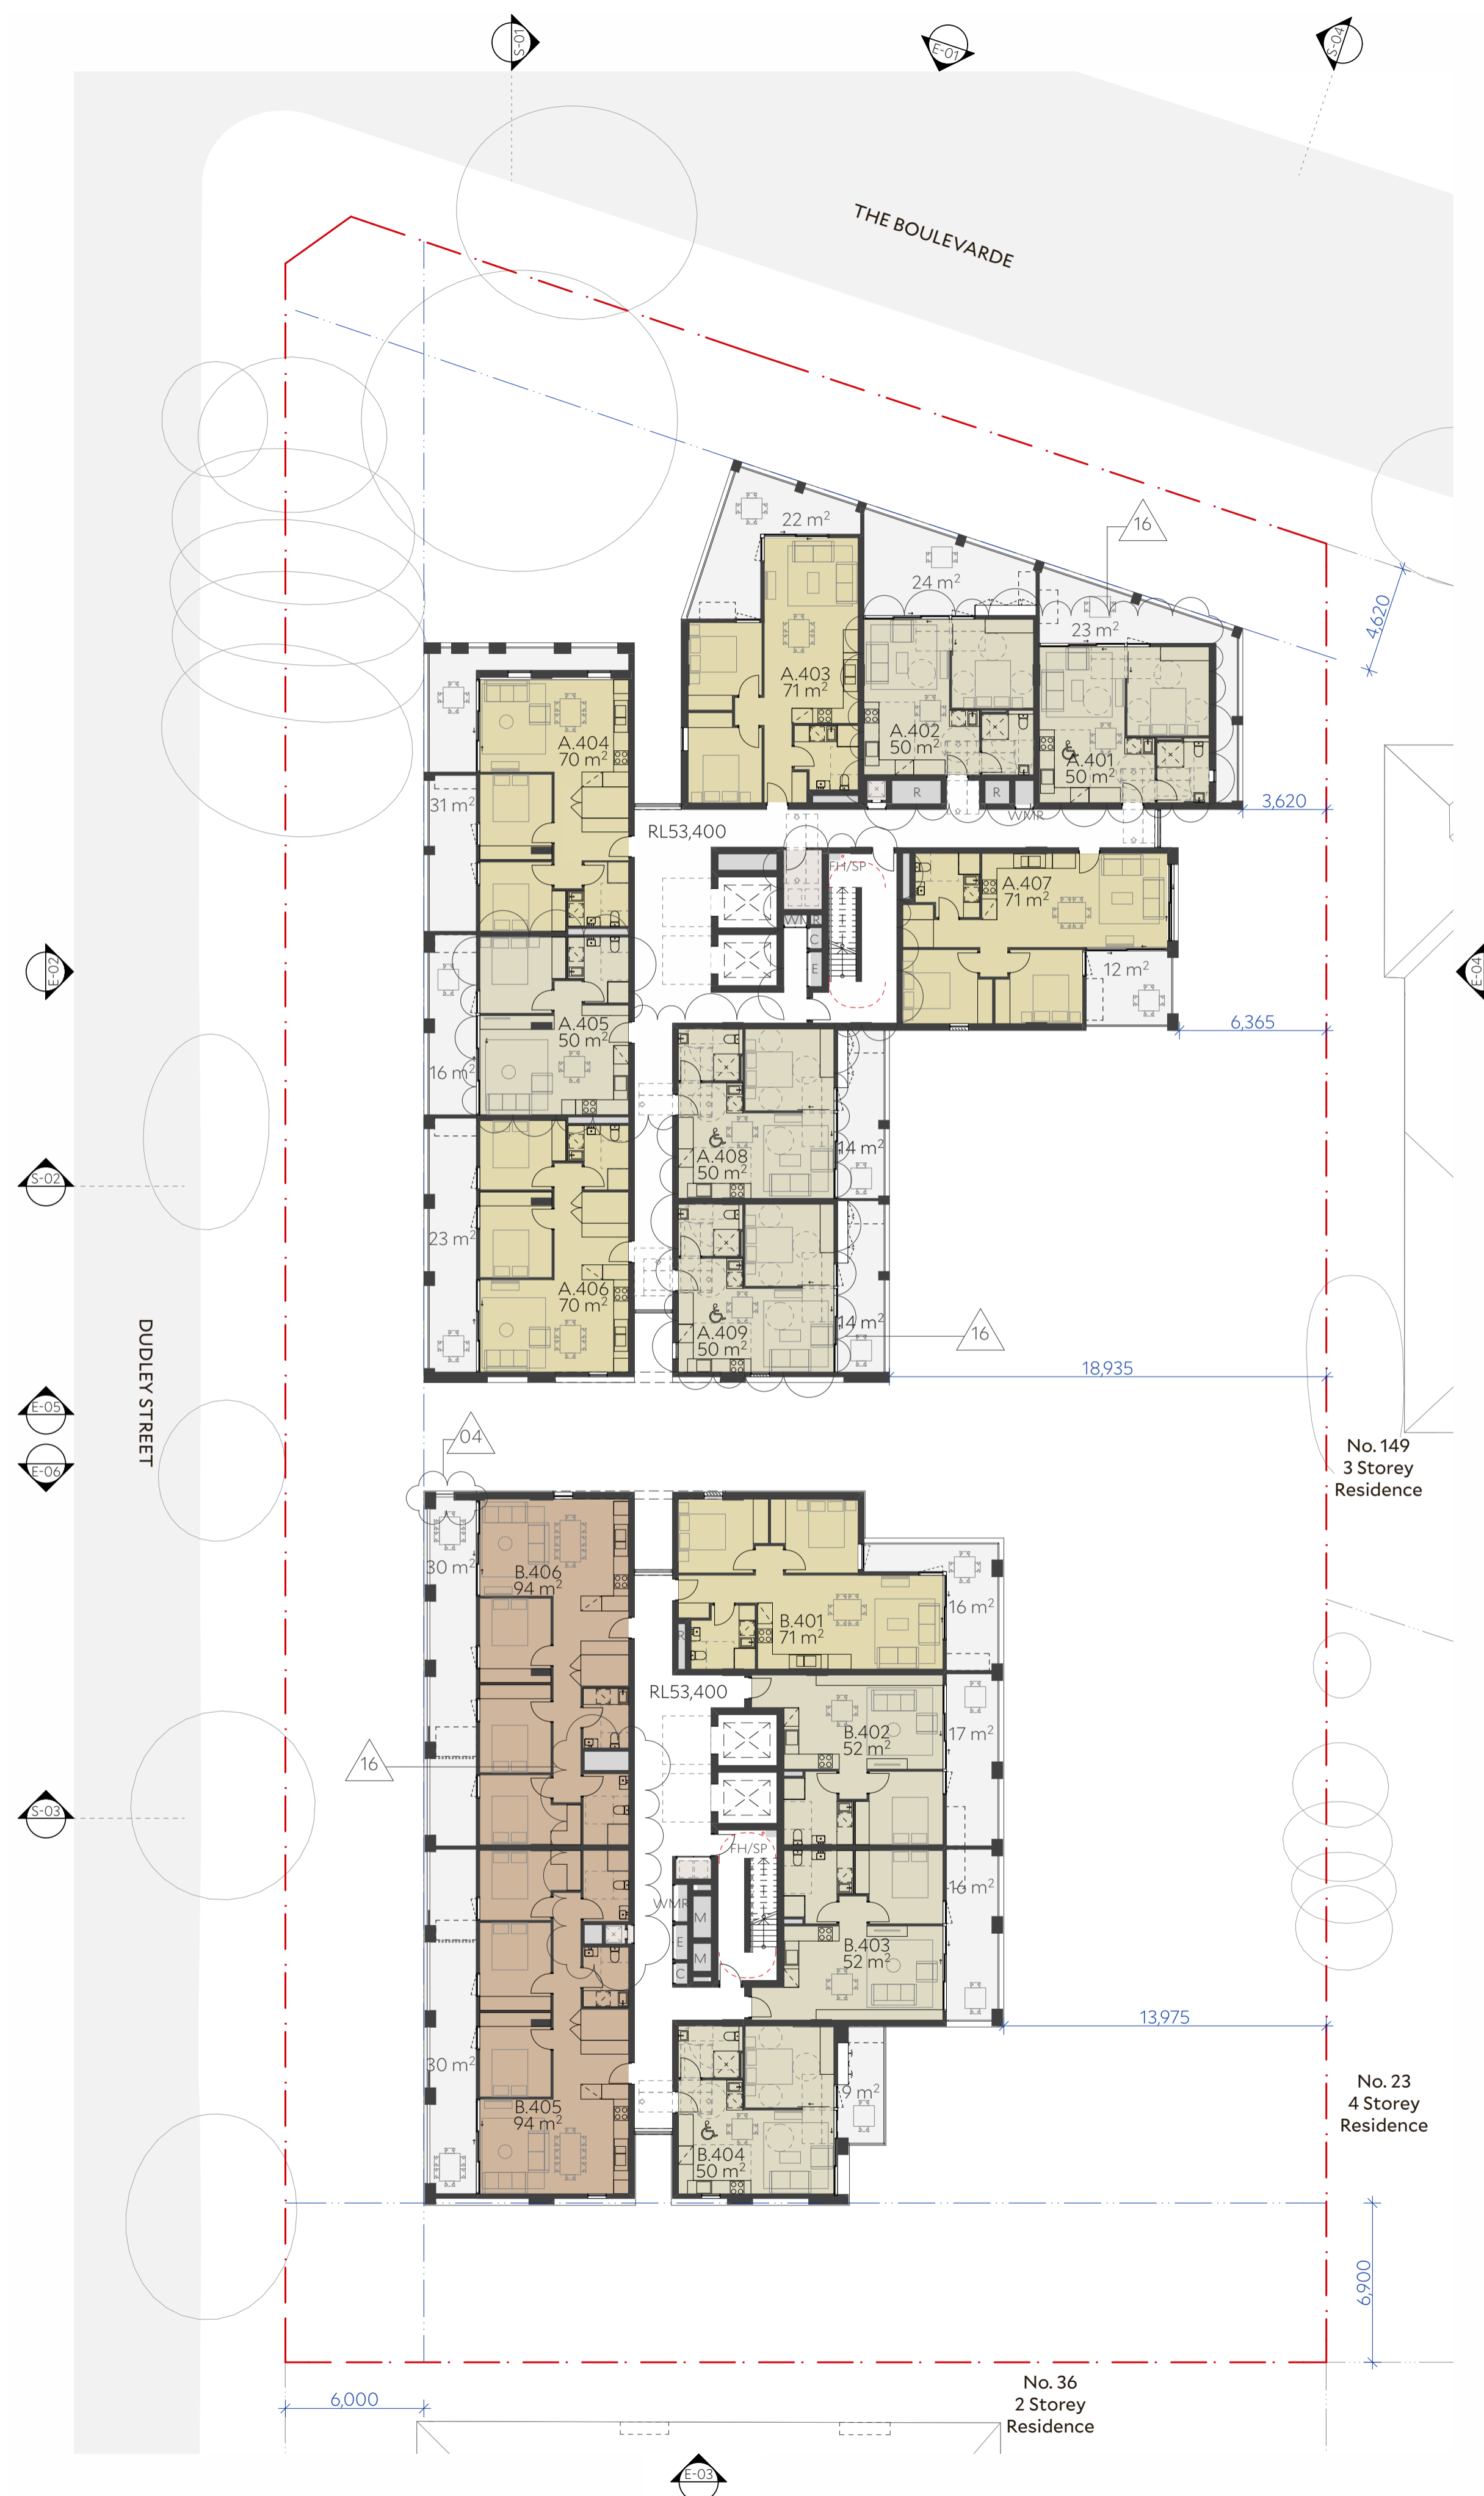 S-01
E-01
S-04
THE BOULEVARDE
16
22 m²
24 m²
23 m²
4,620
A.403
71 m²
A.402
50 m²
A.401
50 m²
A.404
70 m²
31 m²
R
R
WMR
3,620
RL53,400
FH/SP
A.407
71 m²
WMR
C
E
12 m²
E-02
E-04
6,365
A.405
50 m²
16 m²
A.408
50 m²
14 m²
S-02
23 m²
A.406
70 m²
A.409
50 m²
14 m²
16
18,935
DUDLEY STREET
E-05
E-06
04
No. 149
3 Storey
Residence
30 m²
B.406
94 m²
B.401
71 m²
16 m²
R
RL53,400
B.402
52 m²
17 m²
16
S-03
FH/SP
WMR
M
E
M
C
16 m²
B.403
52 m²
13,975
30 m²
B.405
94 m²
9 m²
B.404
50 m²
No. 23
4 Storey
Residence
6,900
6,000
No. 36
2 Storey
Residence
E-03